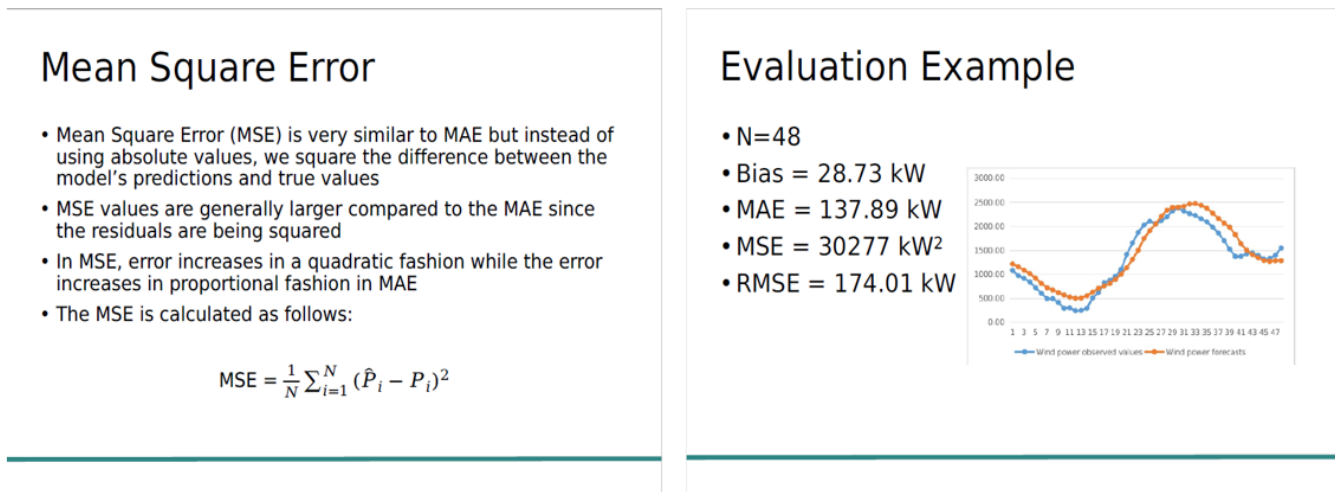 Mean Square Error
• Mean Square Error (MSE) is very similar to MAE but instead of
using absolute values, we square the difference between the
model’s predictions and true values
• MSE values are generally larger compared to the MAE since
the residuals are being squared
• In MSE, error increases in a quadratic fashion while the error
increases in proportional fashion in MAE
• The MSE is calculated as follows:
MSE = 1/N ∑ᴺᵢ₌₁ (P̂ᵢ − Pᵢ)²
Evaluation Example
• N=48
• Bias = 28.73 kW
• MAE = 137.89 kW
• MSE = 30277 kW²
• RMSE = 174.01 kW
3000.00
2500.00
2000.00
1500.00
1000.00
500.00
0.00
1 3 5 7 9 11 13 15 17 19 21 23 25 27 29 31 33 35 37 39 41 43 45 47
Wind power observed values Wind power forecasts